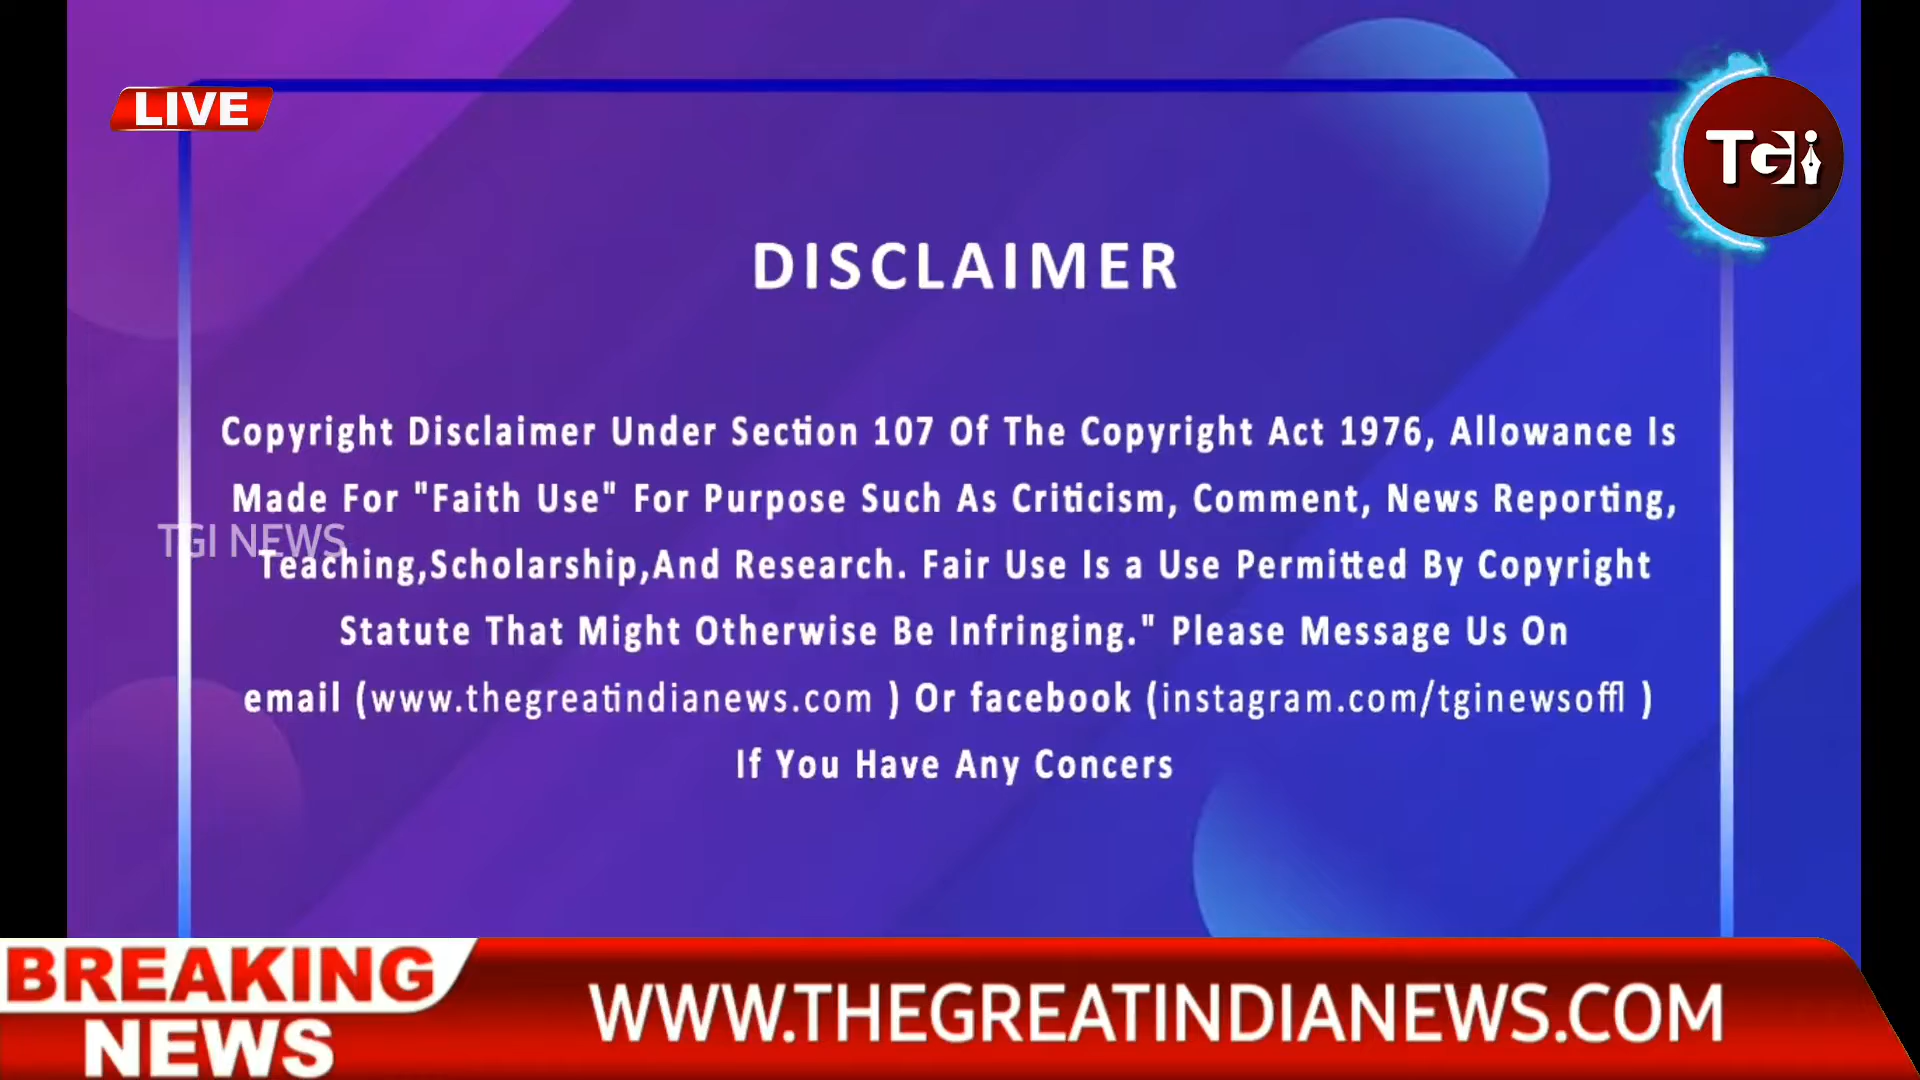 LIVE
TGi
DISCLAIMER
Copyright Disclaimer Under Section 107 Of The Copyright Act 1976, Allowance Is
Made For "Faith Use" For Purpose Such As Criticism, Comment, News Reporting,
TGI NEWS
Teaching,Scholarship,And Research. Fair Use Is a Use Permitted By Copyright
Statute That Might Otherwise Be Infringing." Please Message Us On
email (www.thegreatindianews.com ) Or facebook (instagram.com/tginewsoffl )
If You Have Any Concers
BREAKING
NEWS
WWW.THEGREATINDIANEWS.COM